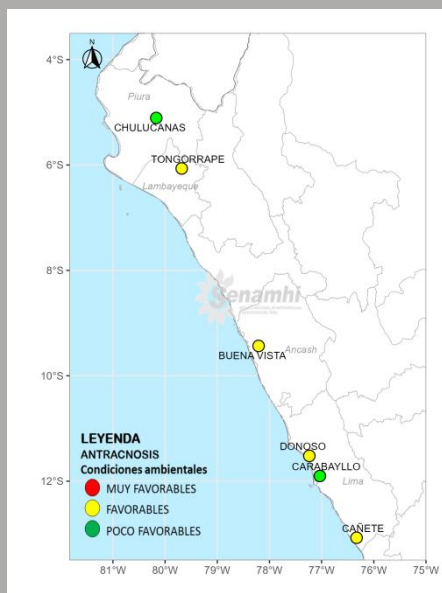 N
4°S
Piura
CHULUCANAS
TONGORRAPE
6°S
Lambayeque
8°S
Senamhi
BUENA VISTA
Ancash
10°S
DONOSO
CARABAYLLO
12°S
Lima
CAÑETE
LEYENDA
ANTRACNOSIS
Condiciones ambientales
MUY FAVORABLES
FAVORABLES
POCO FAVORABLES
81°W 80°W 79°W 78°W 77°W 76°W 75°W